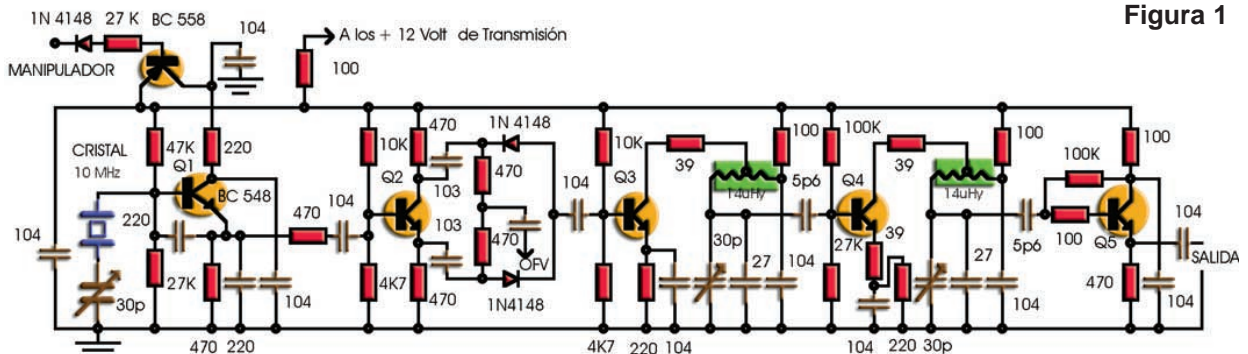 Figura 1
1N 4148 27 K BC 558
104
A los + 12 Volt de Transmisión
MANIPULADOR
100
47K
220
10K
470
1N 4148
10K
39
100
100K
39
100
100
CRISTAL
10 MHz
Q1
BC 548
Q2
103
470
104
Q3
14uHy
5p6
Q4
14uHy
100K
104
220
470
104
103
470
OFV
30p
27
104
27K
39
5p6
100
Q5
104
SALIDA
30p
27K
104
4K7
470
1N4148
27
104
470
104
470 220
4K7
220 104
104
220 30p